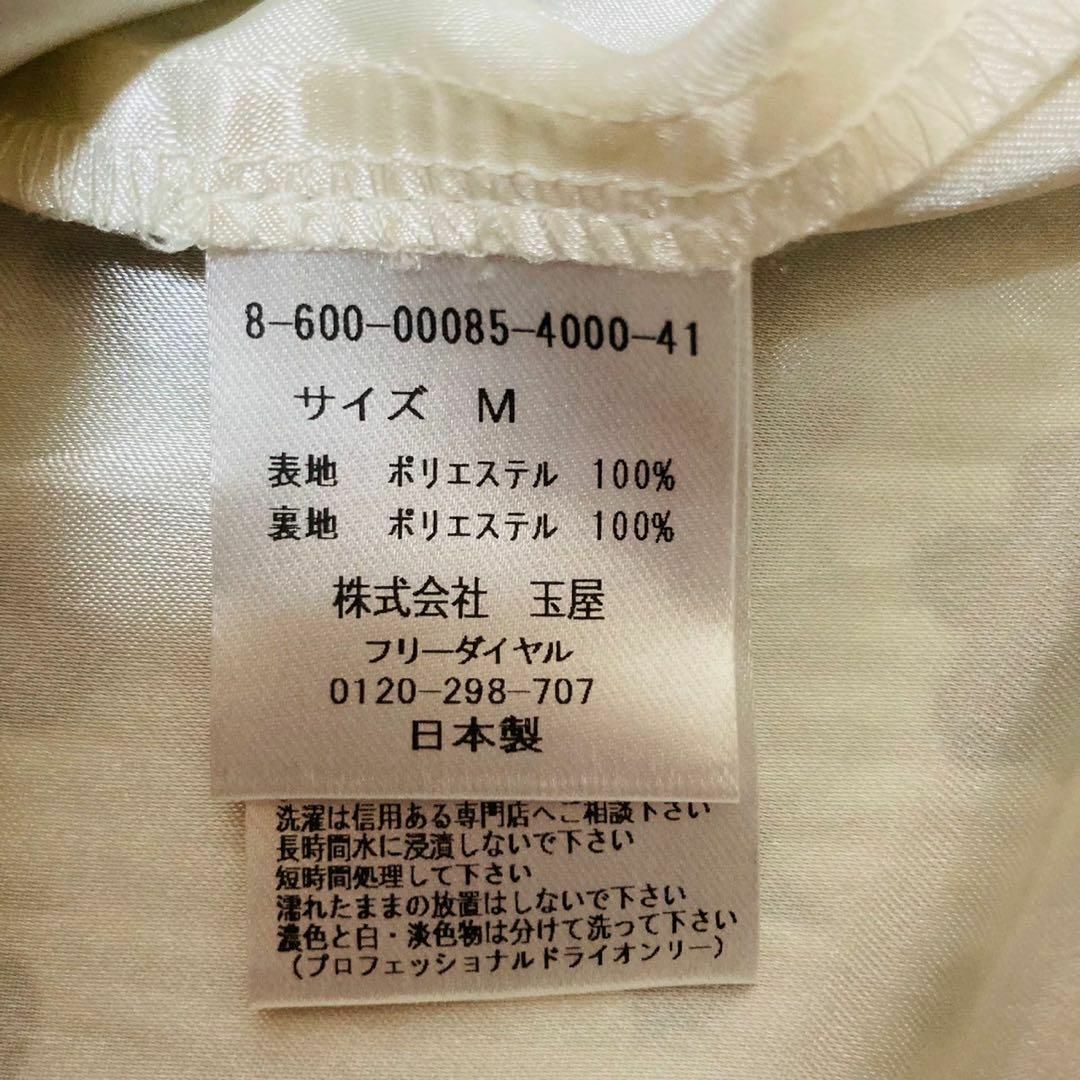 8-600-00085-4000-41
サイズ M
表地 ポリエステル 100%
裏地 ポリエステル 100%
株式会社 玉屋
フリーダイヤル
0120-298-707
日本製
洗濯は信用ある専門店へご相談下さい
長時間水に浸漬しないで下さい
短時間処理して下さい
濡れたままの放置はしないで下さい
濃色と白・淡色物は分けて洗って下さい
(プロフェッショナルドライオンリー)